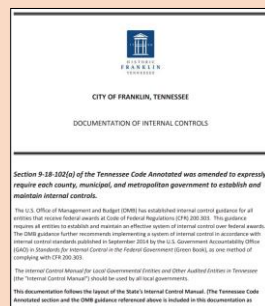 HISTORIC
FRANKLIN
TENNESSEE
CITY OF FRANKLIN, TENNESSEE
DOCUMENTATION OF INTERNAL CONTROLS
Section 9-18-102(a) of the Tennessee Code Annotated was amended to expressly
require each county, municipal, and metropolitan government to establish and
maintain internal controls.
The U.S. Office of Management and Budget (OMB) has established internal control guidance for all
entities that receive federal awards at Code of Federal Regulations (CFR) 200.303. This guidance
requires all entities to establish and maintain an effective system of internal control over federal awards.
The OMB guidance further recommends implementing a system of internal control in accordance with
internal control standards published in September 2014 by the U.S. Government Accountability Office
(GAO) in Standards for Internal Control in the Federal Government (Green Book), as one method of
complying with CFR 200.303.
The Internal Control Manual for Local Governmental Entities and Other Audited Entities in Tennessee
(the "Internal Control Manual") should be used by all local governments.
This documentation follows the layout of the State's Internal Control Manual. (The Tennessee Code
Annotated section and the OMB guidance referenced above is included in this documentation as